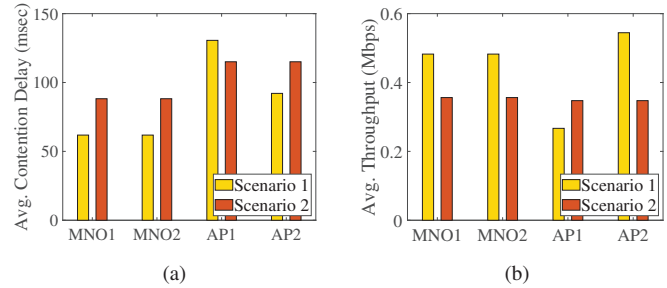 Avg. Contention Delay (msec)
150
100
50
0
MNO1 MNO2 AP1 AP2
Scenario 1
Scenario 2
(a)
Avg. Throughput (Mbps)
0.6
0.4
0.2
0
MNO1 MNO2 AP1 AP2
Scenario 1
Scenario 2
(b)